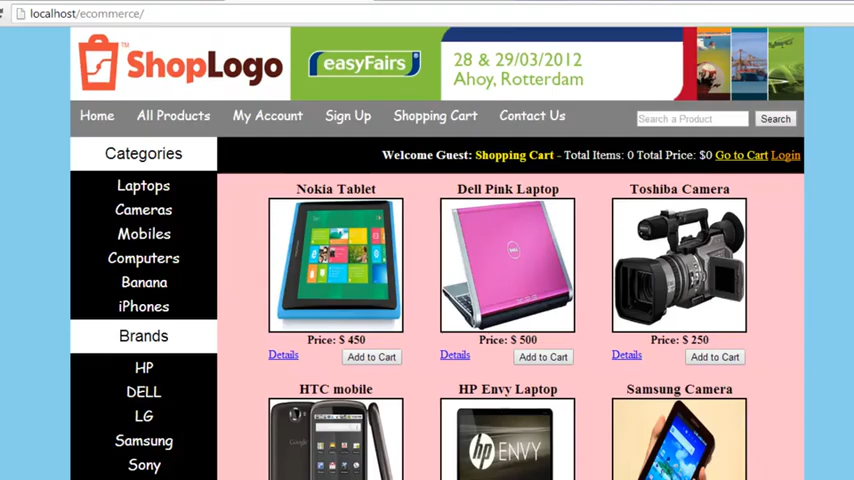 localhost/ecommerce/
ShopLogo
TM
easyFairs
28 & 29/03/2012
Ahoy, Rotterdam
Home All Products My Account Sign Up Shopping Cart Contact Us Search a Product Search
Categories
Welcome Guest: Shopping Cart - Total Items: 0 Total Price: $0 Go to Cart Login
Laptops
Cameras
Mobiles
Computers
Banana
iPhones
Brands
HP
DELL
LG
Samsung
Sony
Nokia Tablet Dell Pink Laptop Toshiba Camera
DELL
Price: $ 450 Price: $ 500 Price: $ 250
Details Add to Cart Details Add to Cart Details Add to Cart
HTC mobile HP Envy Laptop Samsung Camera
Google
hp ENVY